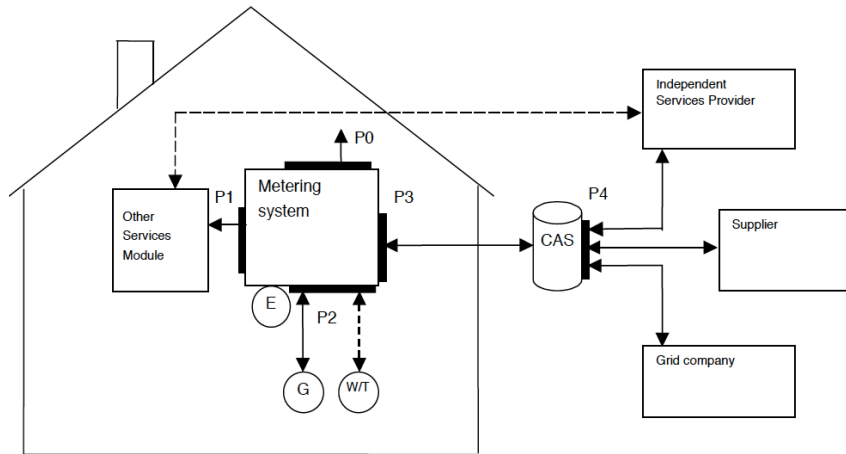 Independent
Services Provider
P0
P1
Metering
system
P3
P4
Other
Services
Module
CAS
Supplier
E
P2
G
W/T
Grid company